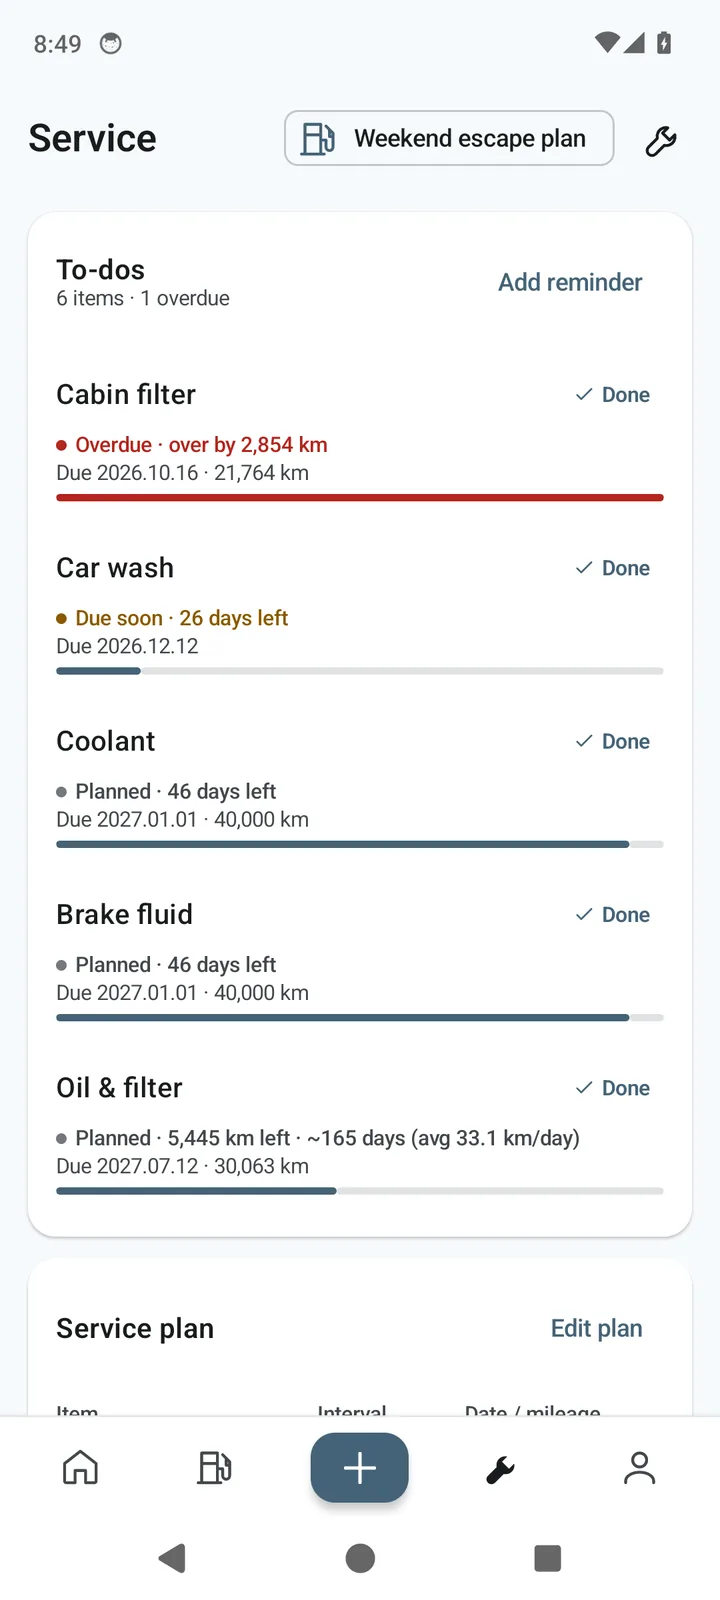 8:49
Service
Weekend escape plan
To-dos
6 items · 1 overdue
Add reminder
Cabin filter
Done
Overdue · over by 2,854 km
Due 2026.10.16 · 21,764 km
Car wash
Done
Due soon · 26 days left
Due 2026.12.12
Coolant
Done
Planned · 46 days left
Due 2027.01.01 · 40,000 km
Brake fluid
Done
Planned · 46 days left
Due 2027.01.01 · 40,000 km
Oil & filter
Done
Planned · 5,445 km left · ~165 days (avg 33.1 km/day)
Due 2027.07.12 · 30,063 km
Service plan
Edit plan
Item Interval Date / mileage